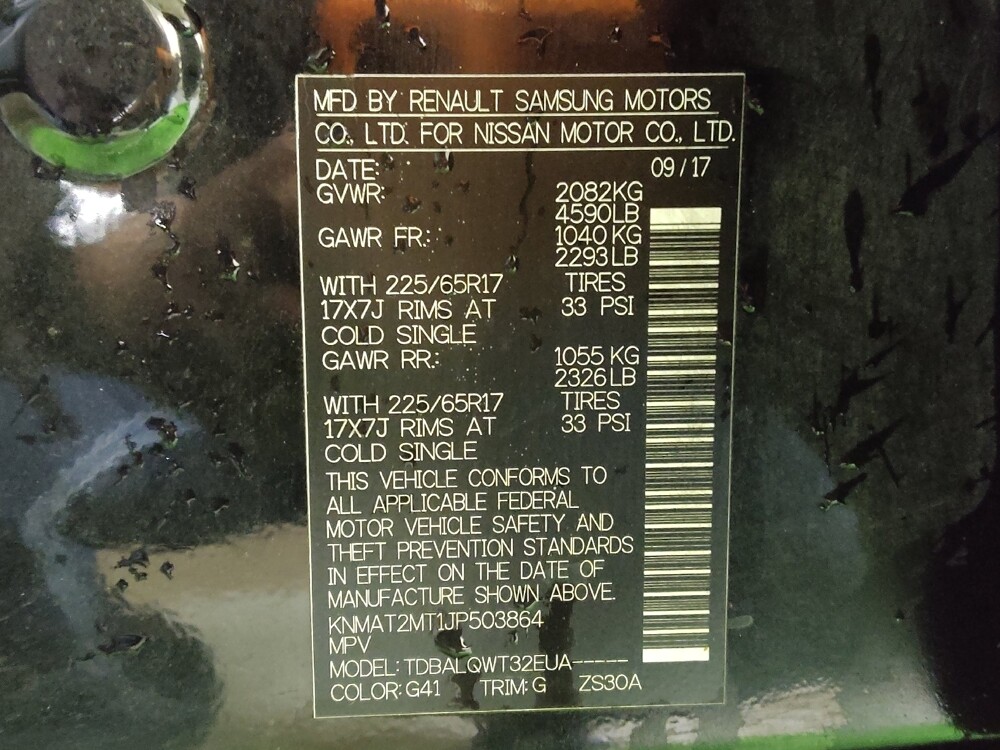 MFD BY RENAULT SAMSUNG MOTORS
CO., LTD. FOR NISSAN MOTOR CO., LTD.
DATE: 09/17
GVWR: 2082KG
4590LB
GAWR FR.: 1040 KG
2293LB
WITH 225/65R17 TIRES
17X7J RIMS AT 33 PSI
COLD SINGLE
GAWR RR.: 1055 KG
2326LB
WITH 225/65R17 TIRES
17X7J RIMS AT 33 PSI
COLD SINGLE
THIS VEHICLE CONFORMS TO
ALL APPLICABLE FEDERAL
MOTOR VEHICLE SAFETY AND
THEFT PREVENTION STANDARDS
IN EFFECT ON THE DATE OF
MANUFACTURE SHOWN ABOVE.
KNMAT2MT1JP503864
MPV
MODEL: TDBALQWT32EUA-----
COLOR: G41 TRIM: G ZS30A